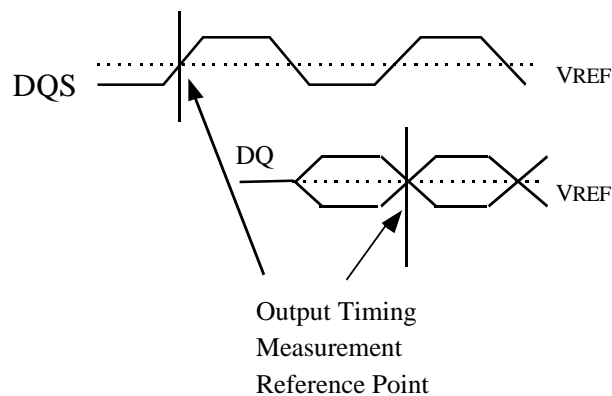 DQS
VREF
DQ
VREF
Output Timing
Measurement
Reference Point